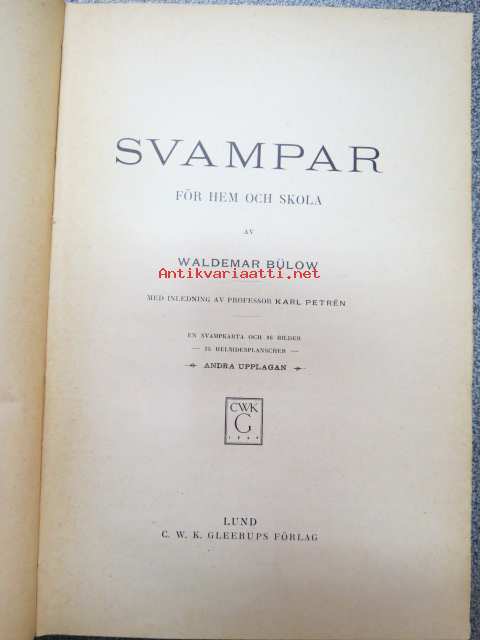 SVAMPAR
FÖR HEM OCH SKOLA
AV
WALDEMAR BÜLOW
Antikvariaatti.net
MED INLEDNING AV PROFESSOR KARL PETRÉN
EN SVAMPKARTA OCH 96 BILDER
— HELSIDESPLANSCHER —
ANDRA UPPLAGAN
CWK
G
LUND
C. W. K. GLEERUPS FÖRLAG